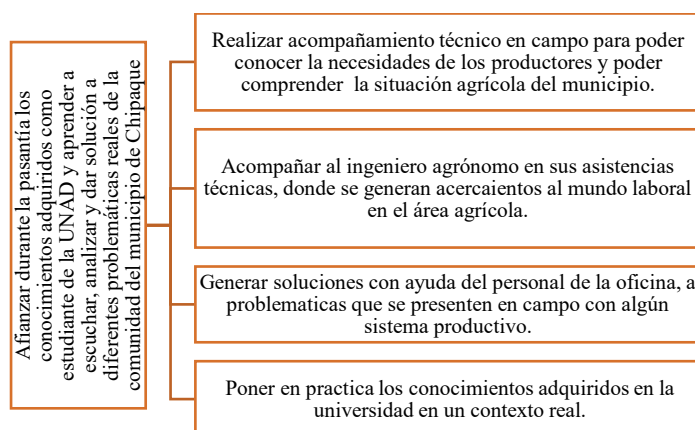 Afianzar durante la pasantía los
conocimientos adquiridos como
estudiante de la UNAD y aprender a
escuchar, analizar y dar solución a
diferentes problemáticas reales de la
comunidad del municipio de Chipaque
Realizar acompañamiento técnico en campo para poder
conocer la necesidades de los productores y poder
comprender la situación agrícola del municipio.
Acompañar al ingeniero agrónomo en sus asistencias
técnicas, donde se generan acercaientos al mundo laboral
en el área agrícola.
Generar soluciones con ayuda del personal de la oficina, a
problematicas que se presenten en campo con algún
sistema productivo.
Poner en practica los conocimientos adquiridos en la
universidad en un contexto real.